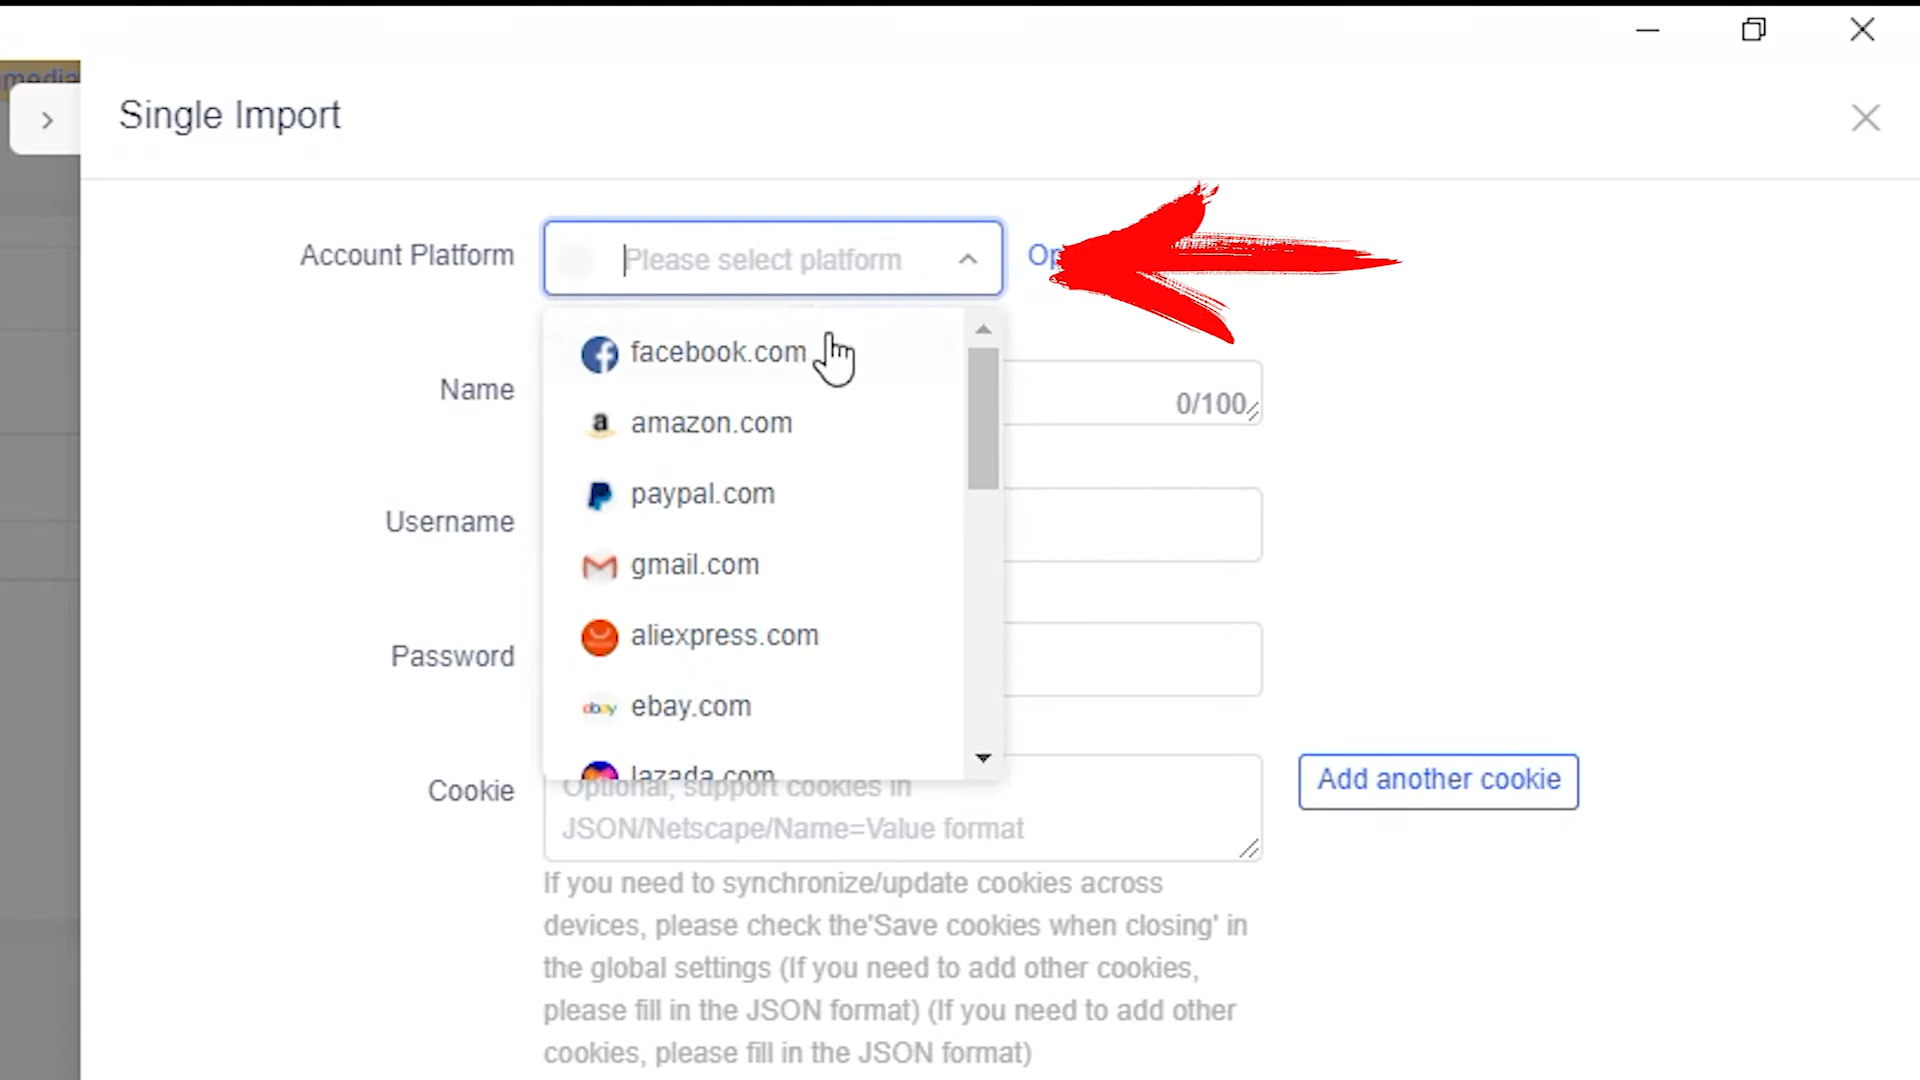 Single Import
Account Platform
Please select platform
facebook.com
amazon.com
paypal.com
gmail.com
aliexpress.com
ebay.com
lazada.com
Name
0/100
Username
Password
Cookie
Optional, support cookies in
JSON/Netscape/Name=Value format
Add another cookie
If you need to synchronize/update cookies across
devices, please check the'Save cookies when closing' in
the global settings (If you need to add other cookies,
please fill in the JSON format) (If you need to add other
cookies, please fill in the JSON format)